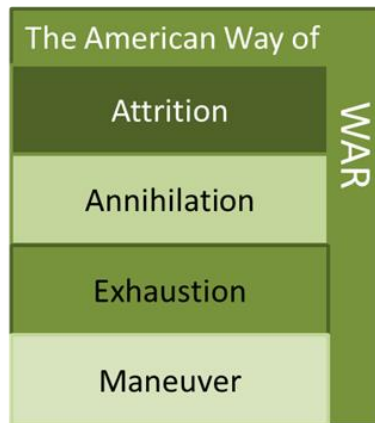 The American Way of
WAR
Attrition
Annihilation
Exhaustion
Maneuver